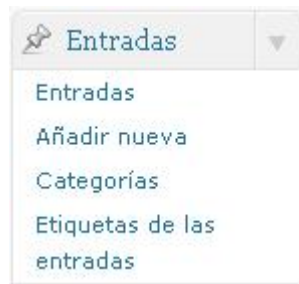 Entradas
Entradas
Añadir nueva
Categorías
Etiquetas de las
entradas